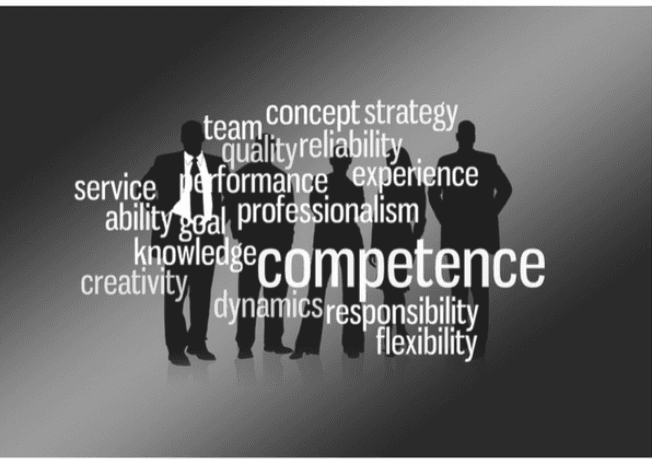 concept strategy
team
quality reliability
performance experience
service
ability goal professionalism
knowledge
competence
creativity
dynamics responsibility
flexibility